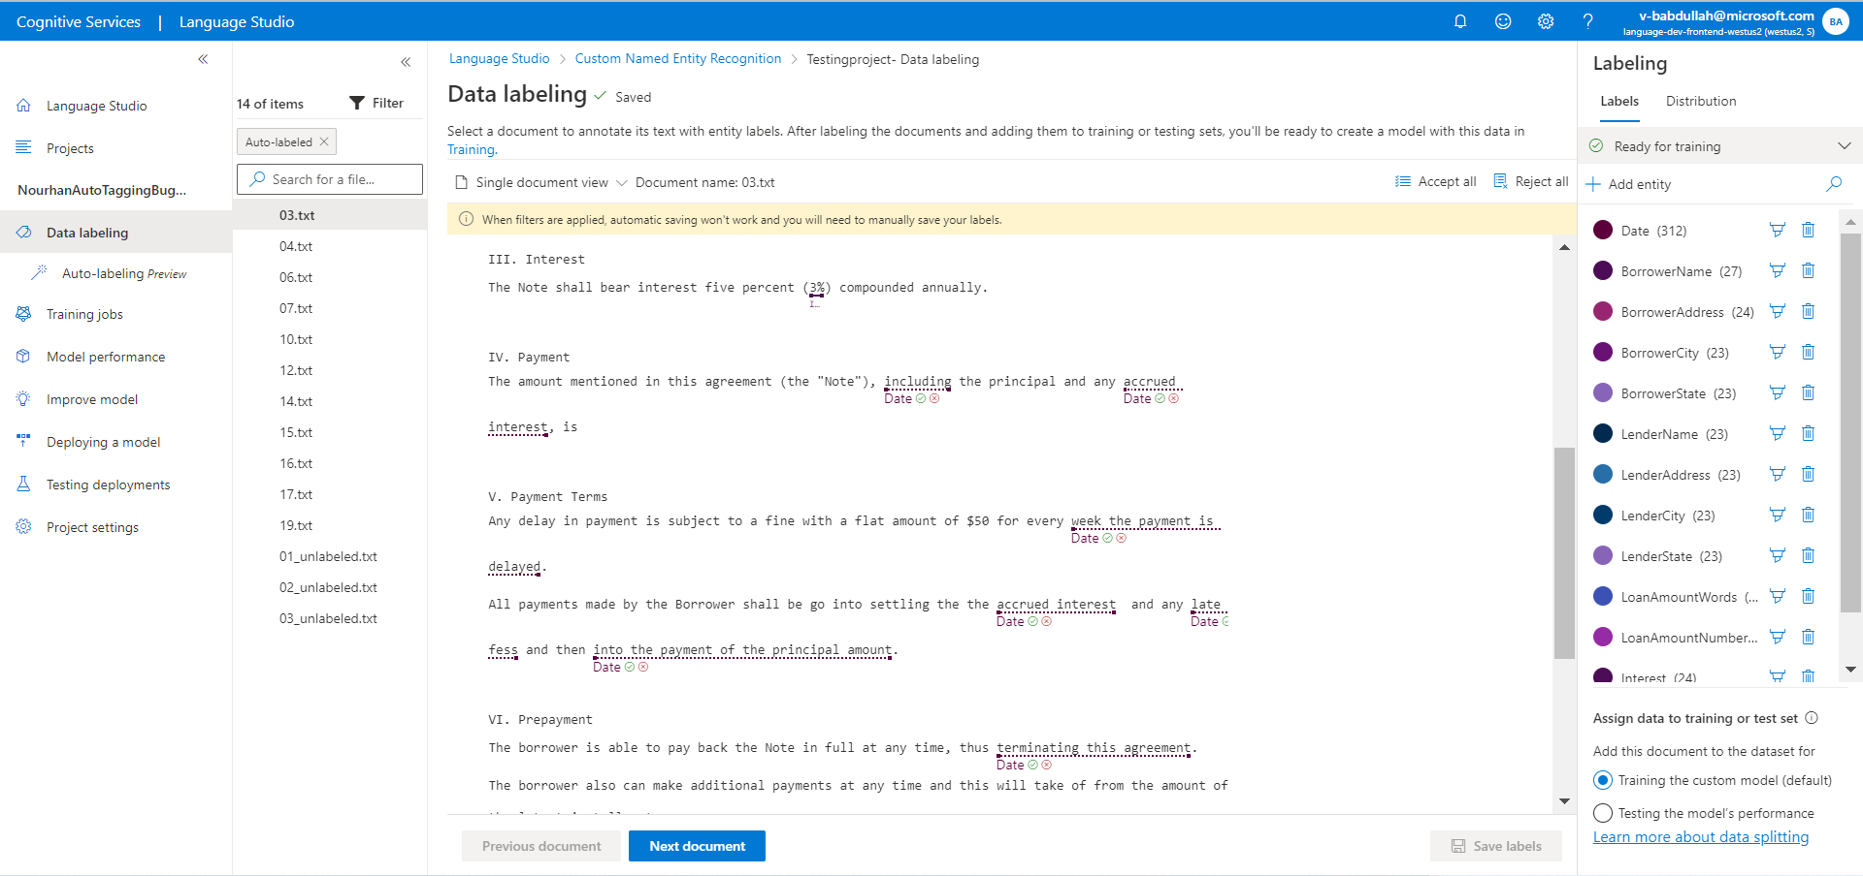 Cognitive Services | Language Studio
v-babdullah@microsoft.com
language-dev-frontend-westus2 (westus2, S)
BA
Language Studio
Projects
NourhanAutoTaggingBug...
Data labeling
Auto-labeling Preview
Training jobs
Model performance
Improve model
Deploying a model
Testing deployments
Project settings
14 of items
Filter
Auto-labeled
Search for a file...
03.txt
04.txt
06.txt
07.txt
10.txt
12.txt
14.txt
15.txt
16.txt
17.txt
19.txt
01_unlabeled.txt
02_unlabeled.txt
03_unlabeled.txt
Language Studio > Custom Named Entity Recognition > Testingproject- Data labeling
Data labeling Saved
Select a document to annotate its text with entity labels. After labeling the documents and adding them to training or testing sets, you'll be ready to create a model with this data in
Training.
Single document view Document name: 03.txt
Accept all Reject all
When filters are applied, automatic saving won't work and you will need to manually save your labels.
III. Interest
The Note shall bear interest five percent (3%) compounded annually.
I...
IV. Payment
The amount mentioned in this agreement (the "Note"), including the principal and any accrued
Date Date
interest, is
V. Payment Terms
Any delay in payment is subject to a fine with a flat amount of $50 for every week the payment is
Date
delayed.
All payments made by the Borrower shall be go into settling the the accrued interest and any late
Date Date
fess and then into the payment of the principal amount.
Date
VI. Prepayment
The borrower is able to pay back the Note in full at any time, thus terminating this agreement.
Date
The borrower also can make additional payments at any time and this will take of from the amount of
Previous document
Next document
Save labels
Labeling
Labels Distribution
Ready for training
Add entity
Date (312)
BorrowerName (27)
BorrowerAddress (24)
BorrowerCity (23)
BorrowerState (23)
LenderName (23)
LenderAddress (23)
LenderCity (23)
LenderState (23)
LoanAmountWords (...
LoanAmountNumber...
Interest (24)
Assign data to training or test set
Add this document to the dataset for
Training the custom model (default)
Testing the model's performance
Learn more about data splitting